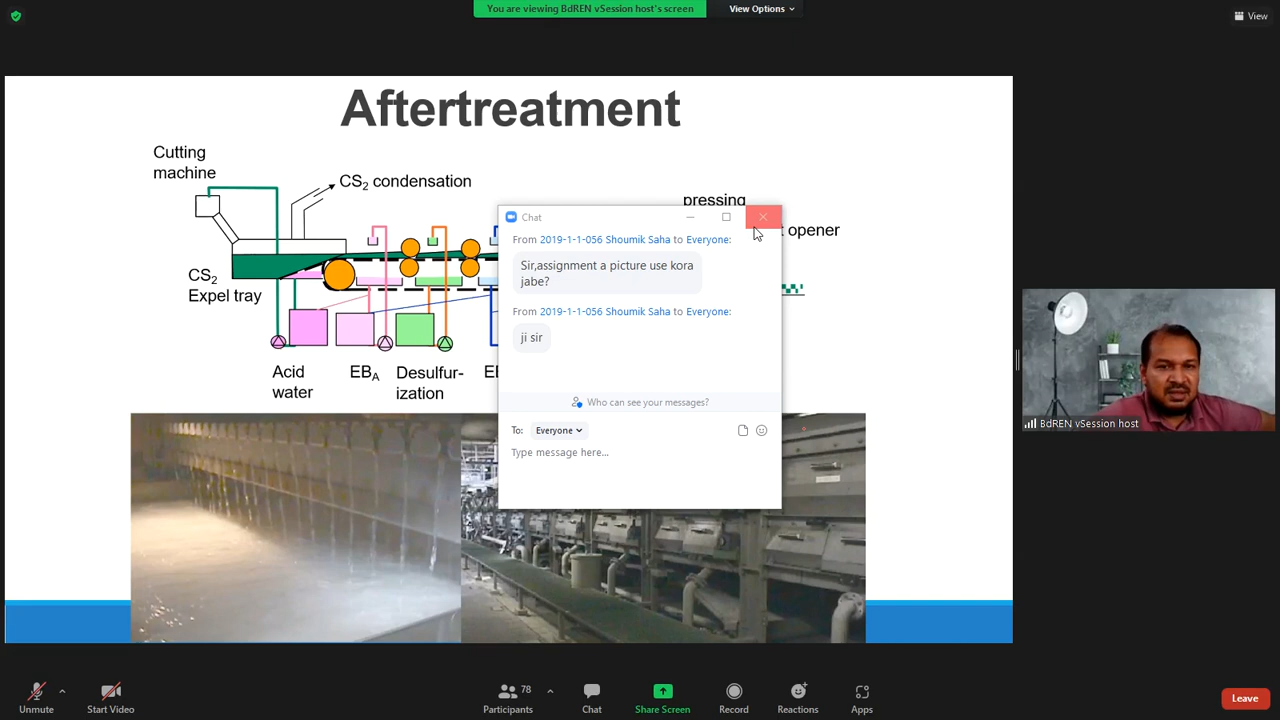 You are viewing BdREN vSession host's screen
View Options
View
Aftertreatment
Cutting
machine
CS₂ condensation
pressing
t opener
CS₂
Expel tray
Acid
water
EB_A
Desulfur-
ization
Chat
From 2019-1-1-056 Shoumik Saha to Everyone:
Sir,assignment a picture use kora
jabe?
From 2019-1-1-056 Shoumik Saha to Everyone:
ji sir
Who can see your messages?
To: Everyone
Type message here...
BdREN vSession host
Unmute
Start Video
78
Participants
Chat
Share Screen
Record
Reactions
Apps
Leave